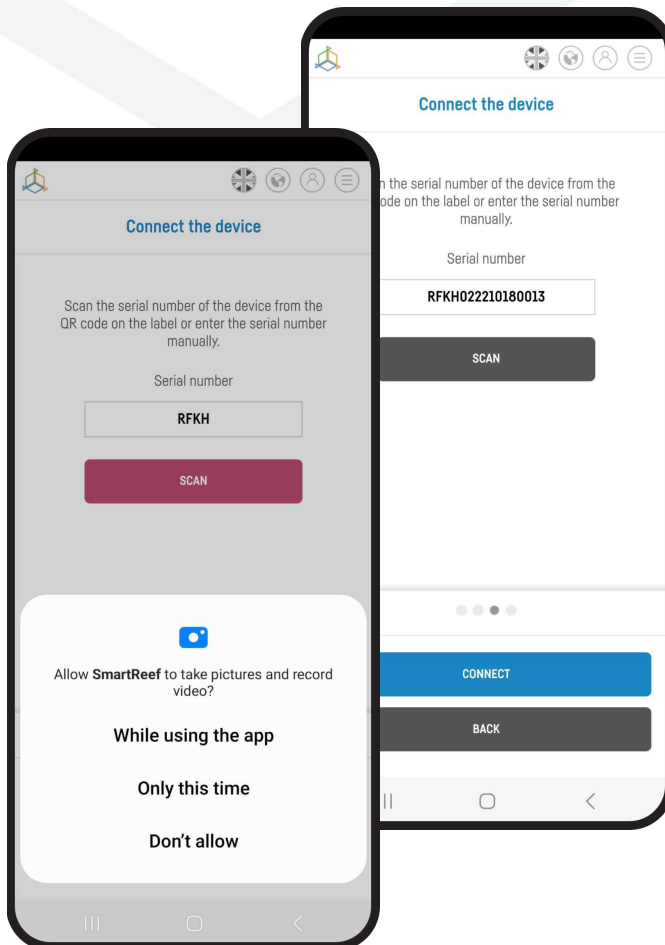 Connect the device
Scan the serial number of the device from the
QR code on the label or enter the serial number
manually.
Serial number
RFKH
SCAN
Allow SmartReef to take pictures and record
video?
While using the app
Only this time
Don't allow
Connect the device
n the serial number of the device from the
ode on the label or enter the serial number
manually.
Serial number
RFKH022210180013
SCAN
CONNECT
BACK